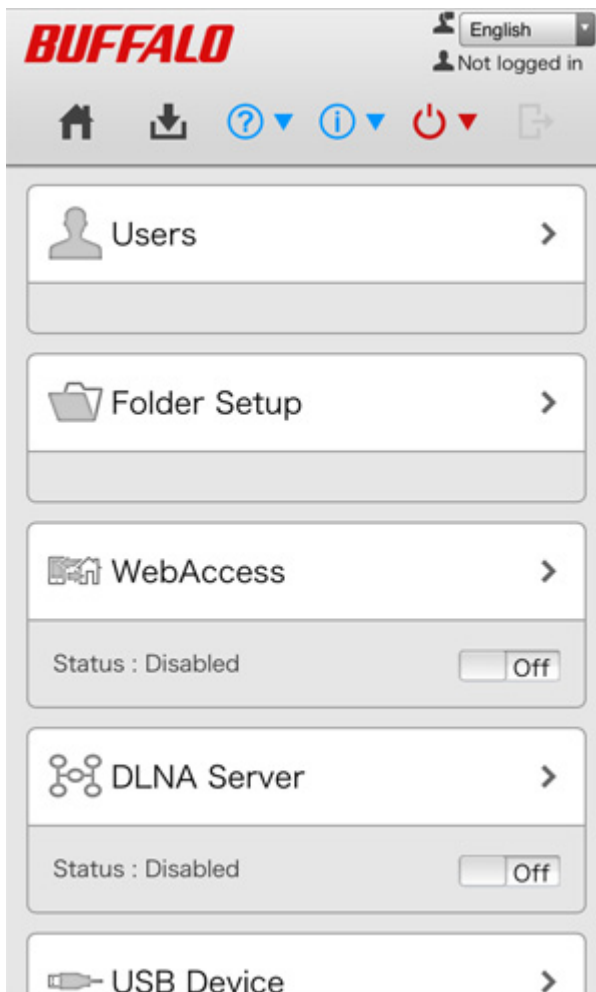 BUFFALO
English
Not logged in
Users
Folder Setup
WebAccess
Status : Disabled
Off
DLNA Server
Status : Disabled
Off
USB Device